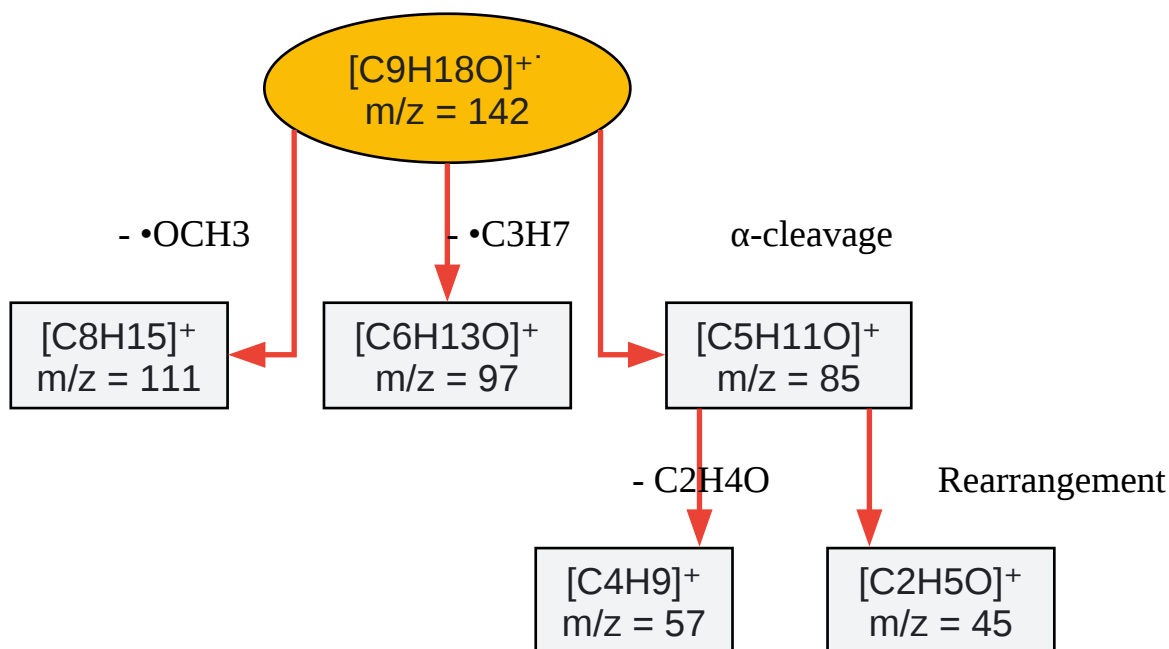 [C9H18O]⁺˙
m/z = 142
- •OCH3
- •C3H7
α-cleavage
[C8H15]⁺
m/z = 111
[C6H13O]⁺
m/z = 97
[C5H11O]⁺
m/z = 85
- C2H4O
Rearrangement
[C4H9]⁺
m/z = 57
[C2H5O]⁺
m/z = 45